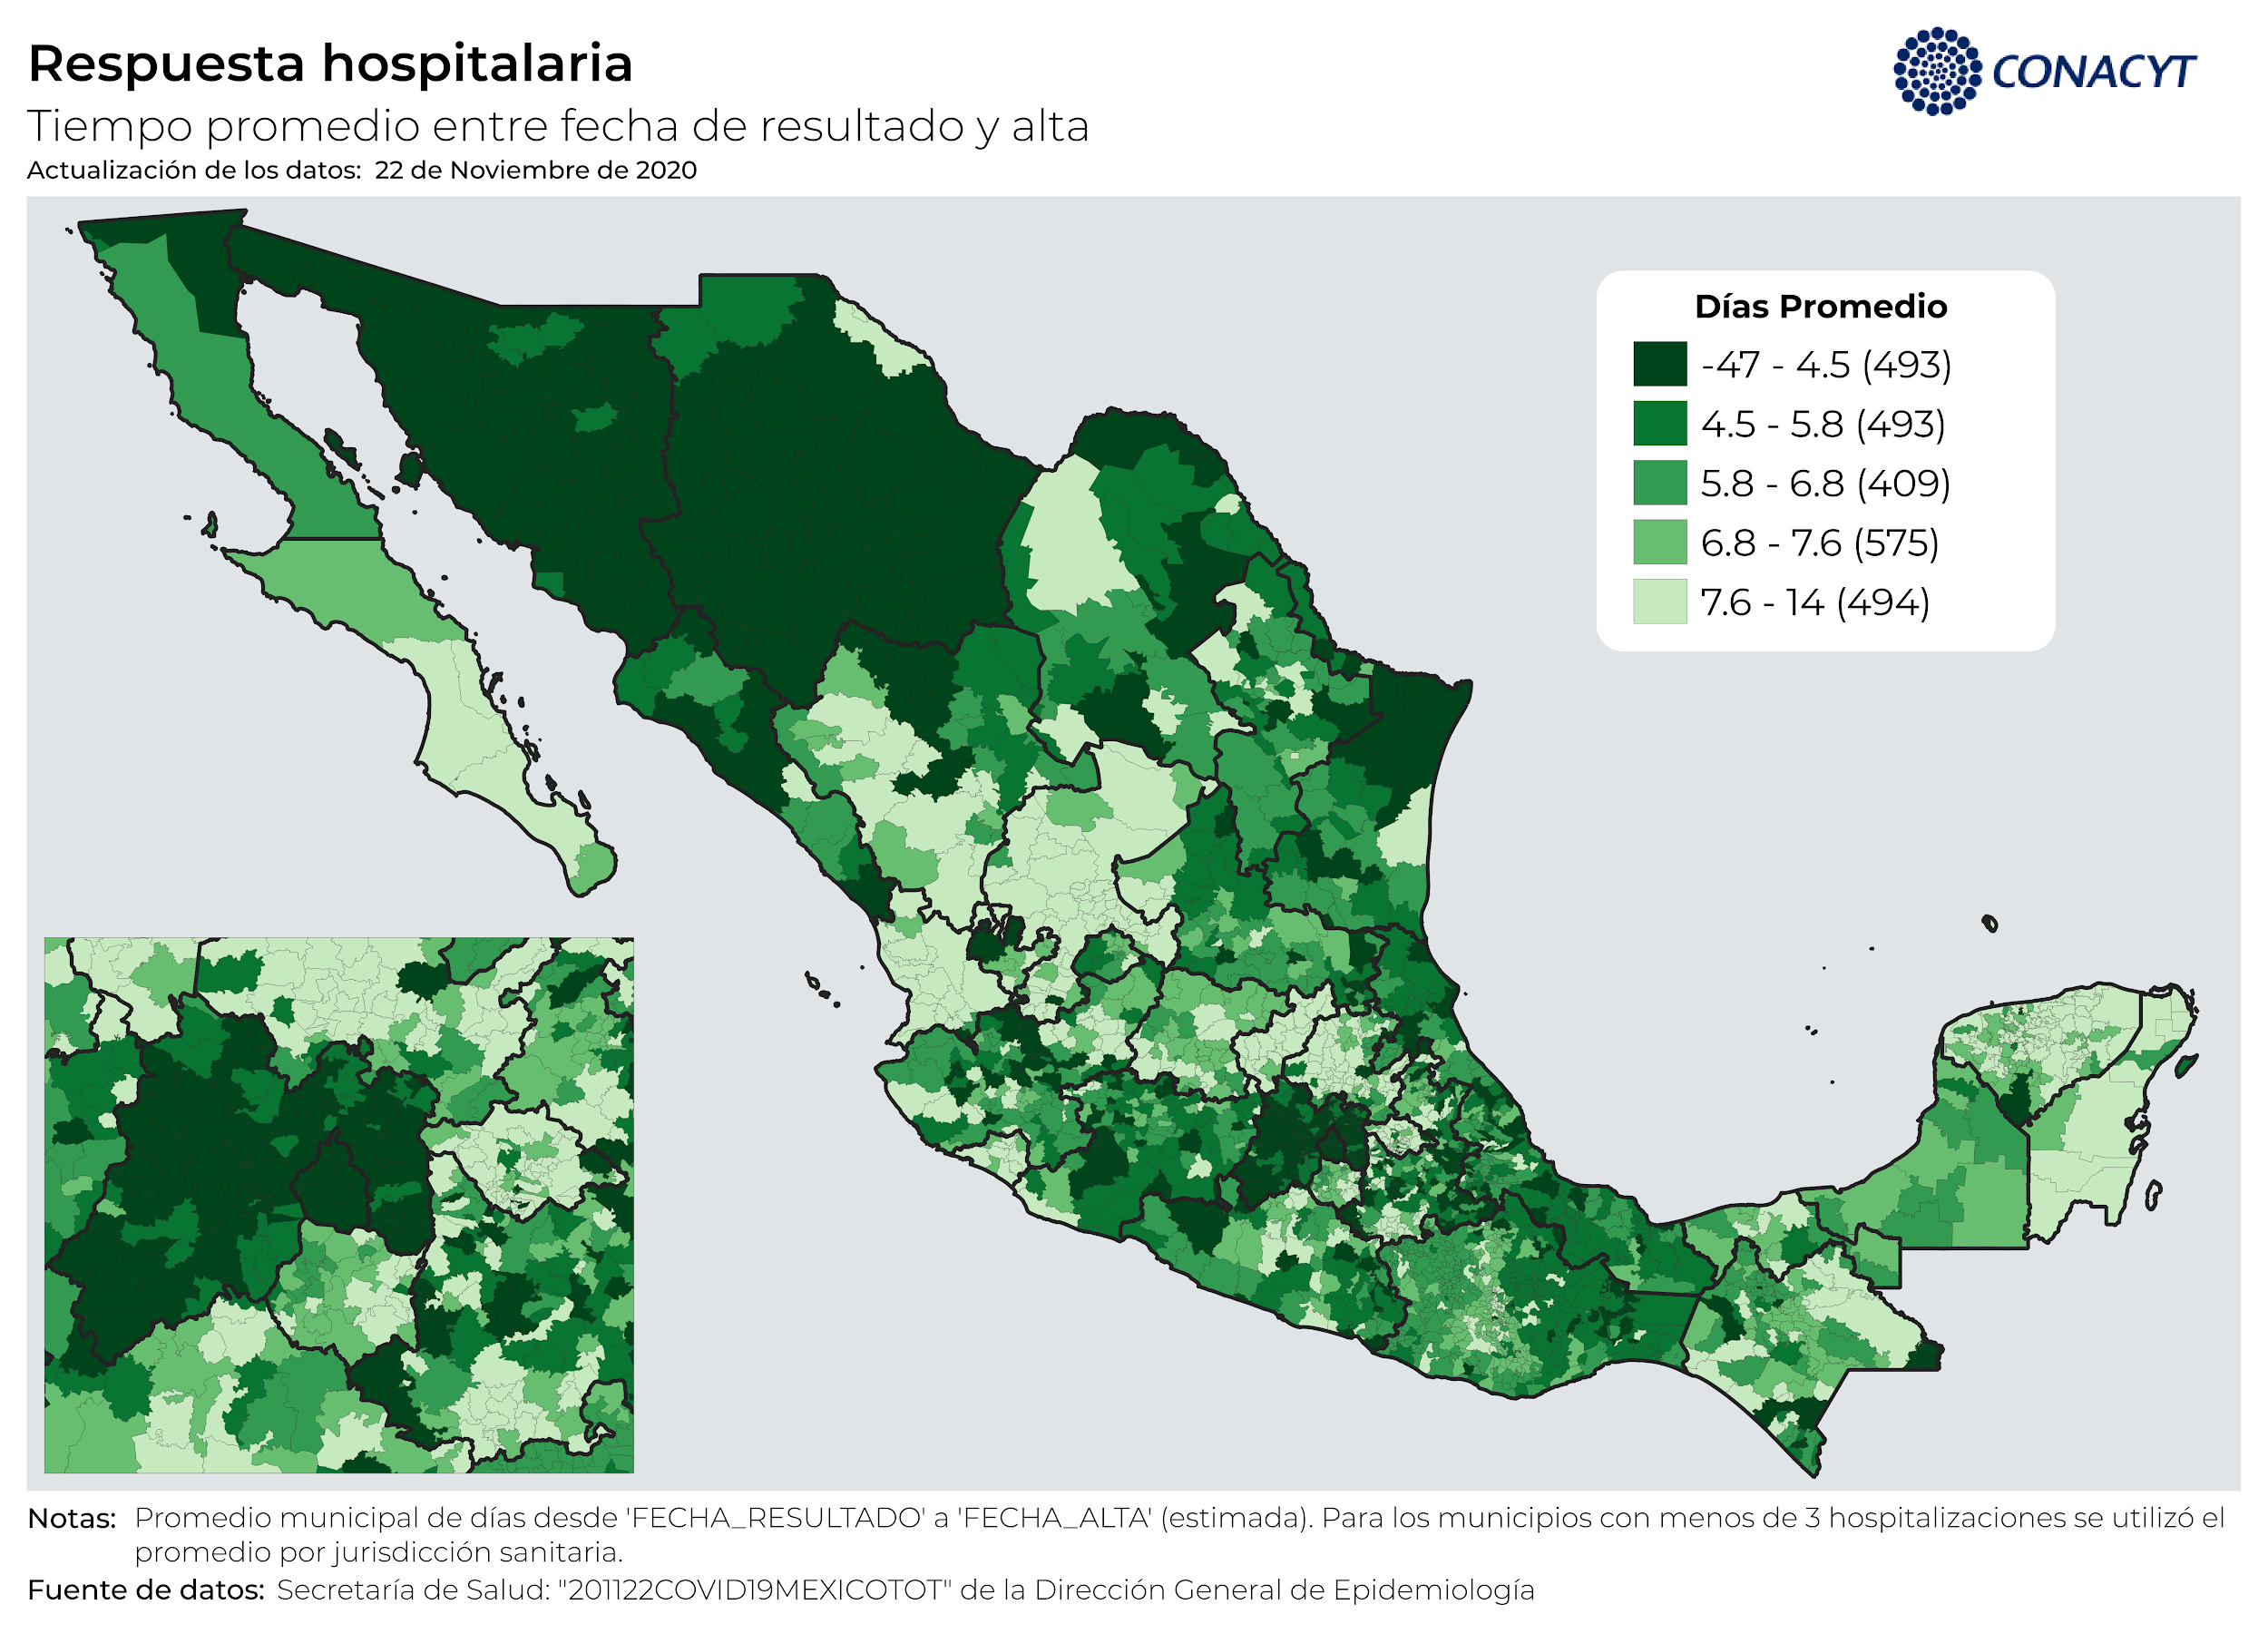 Respuesta hospitalaria
CONACYT
Tiempo promedio entre fecha de resultado y alta
Actualización de los datos: 22 de Noviembre de 2020
Días Promedio
-47 - 4.5 (493)
4.5 - 5.8 (493)
5.8 - 6.8 (409)
6.8 - 7.6 (575)
7.6 - 14 (494)
Notas: Promedio municipal de días desde 'FECHA_RESULTADO' a 'FECHA_ALTA' (estimada). Para los municipios con menos de 3 hospitalizaciones se utilizó el
promedio por jurisdicción sanitaria.
Fuente de datos: Secretaría de Salud: "201122COVID19MEXICOTOT" de la Dirección General de Epidemiología